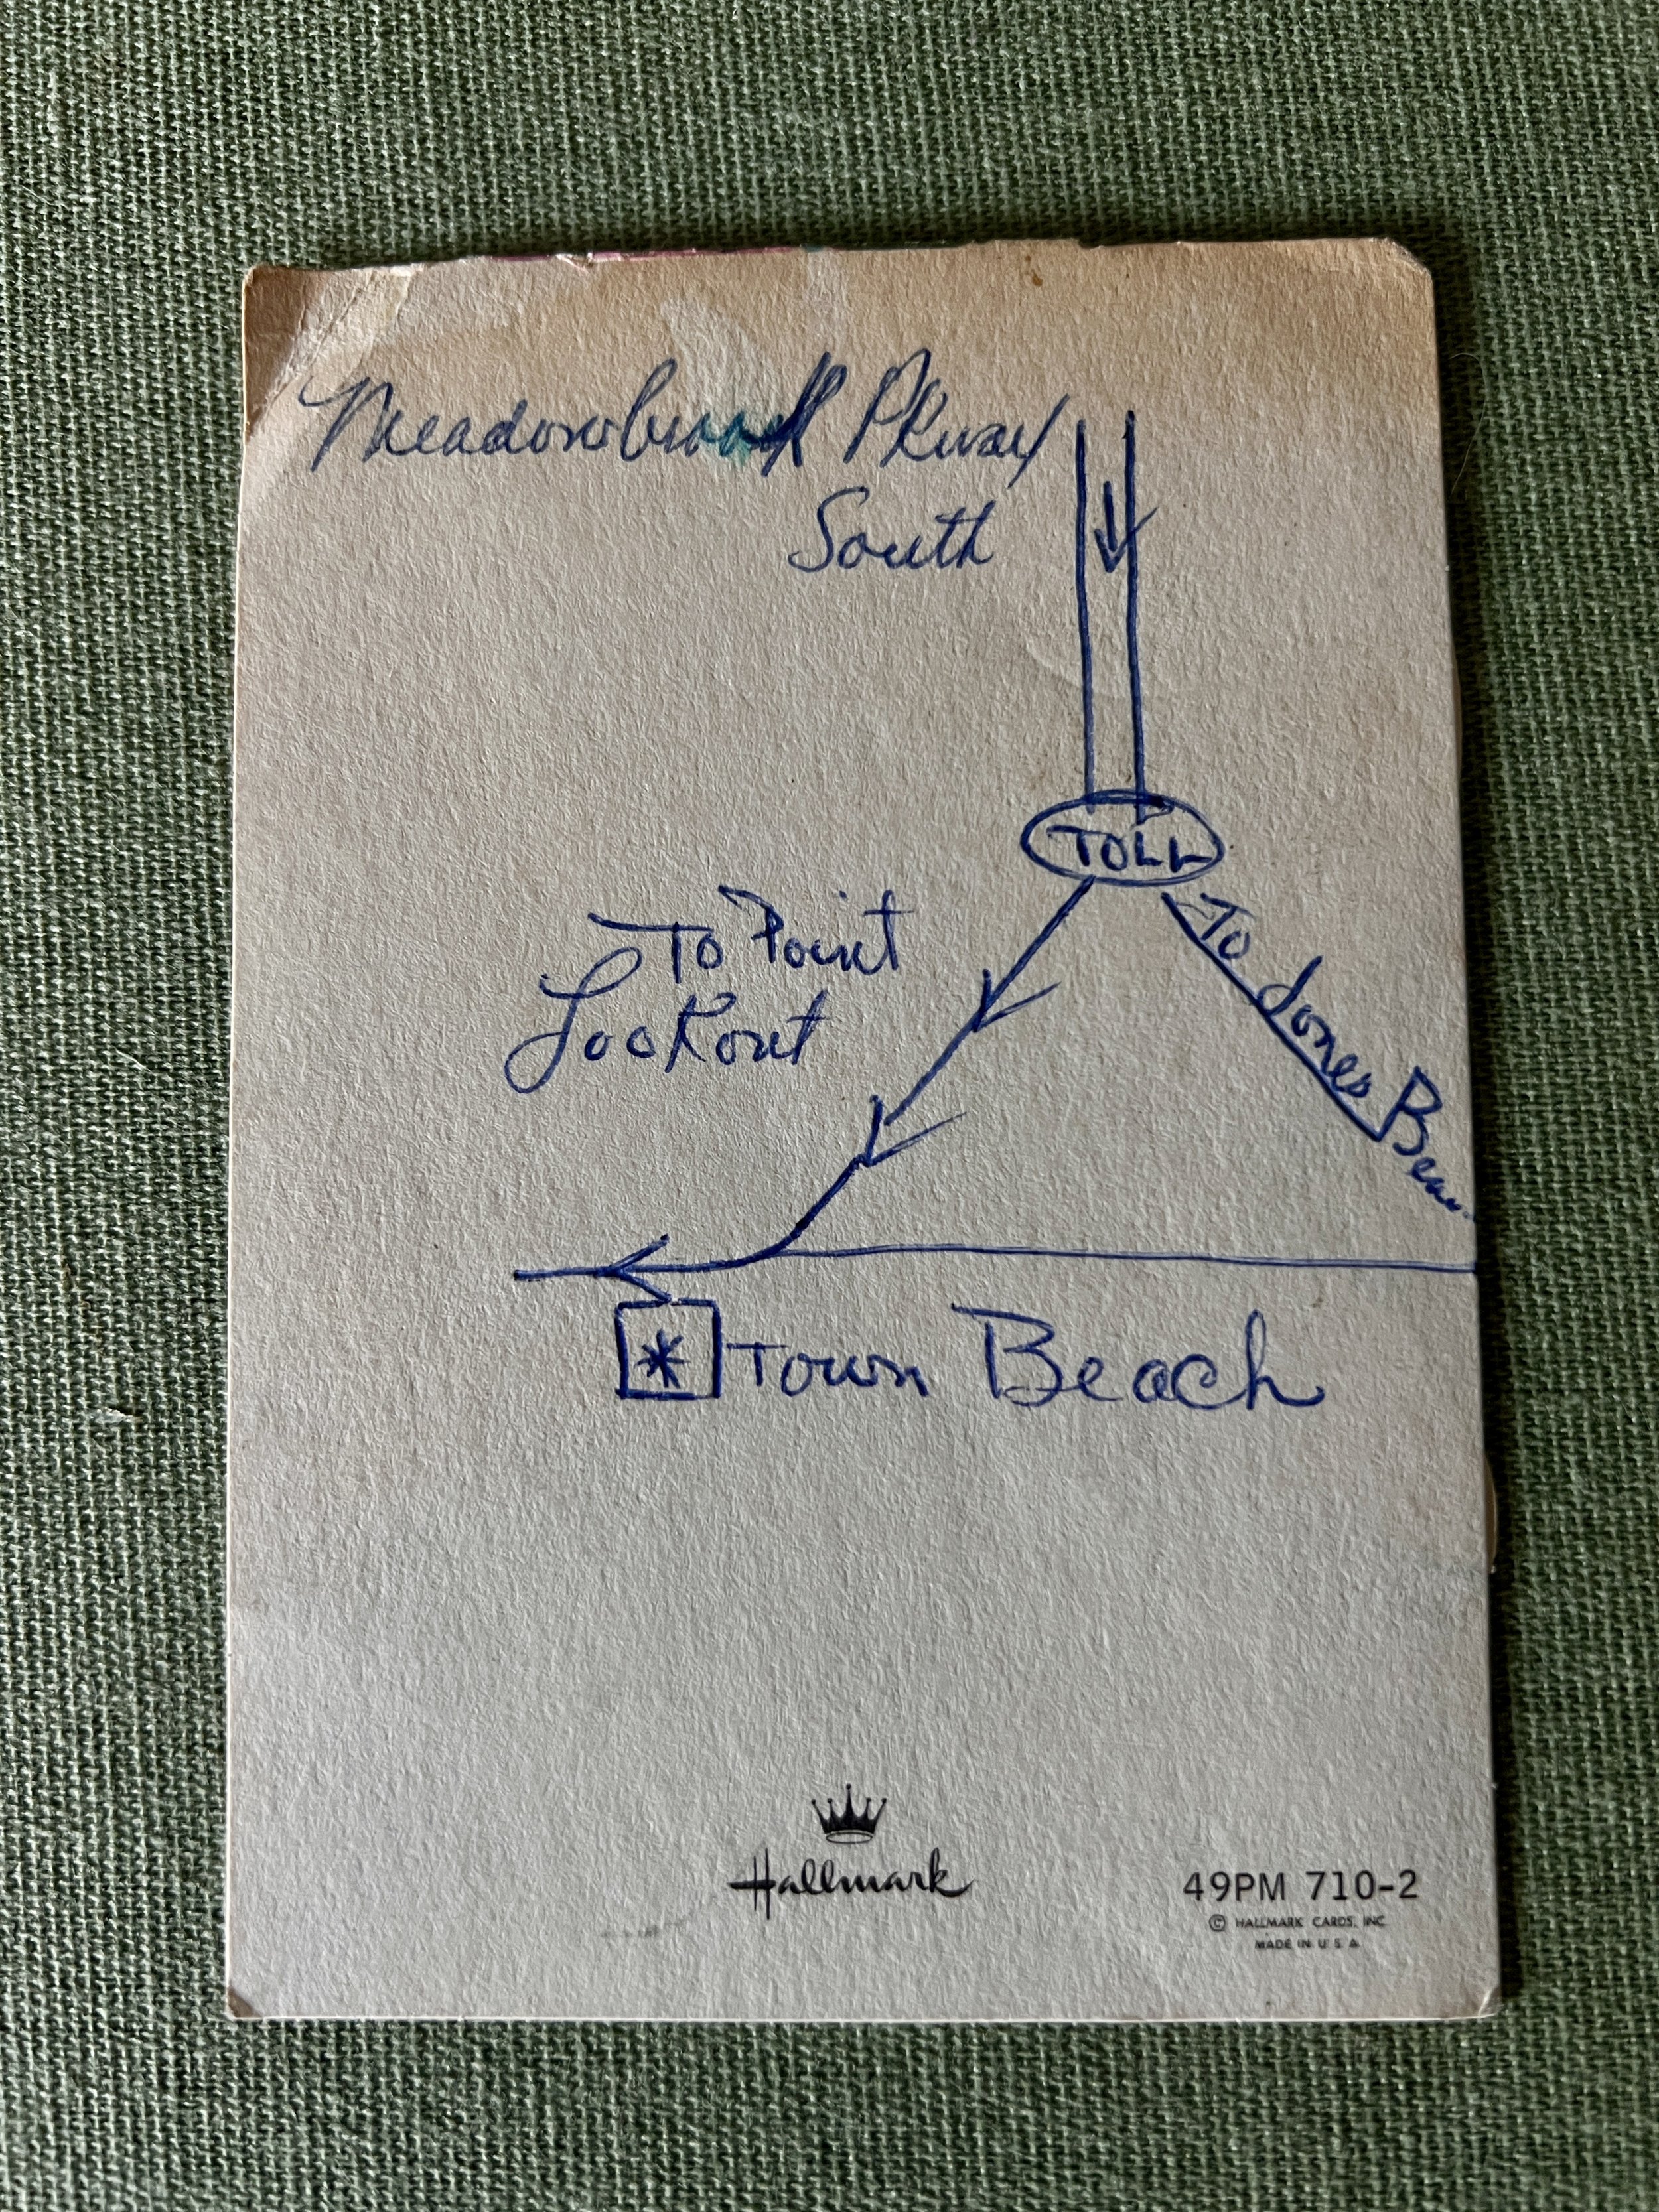 Meadowbrook Pkway
South
TOLL
To Point
Lookout
To Jones Bea..
* Town Beach
Hallmark
49PM 710-2
© HALLMARK CARDS, INC.
MADE IN U.S.A.